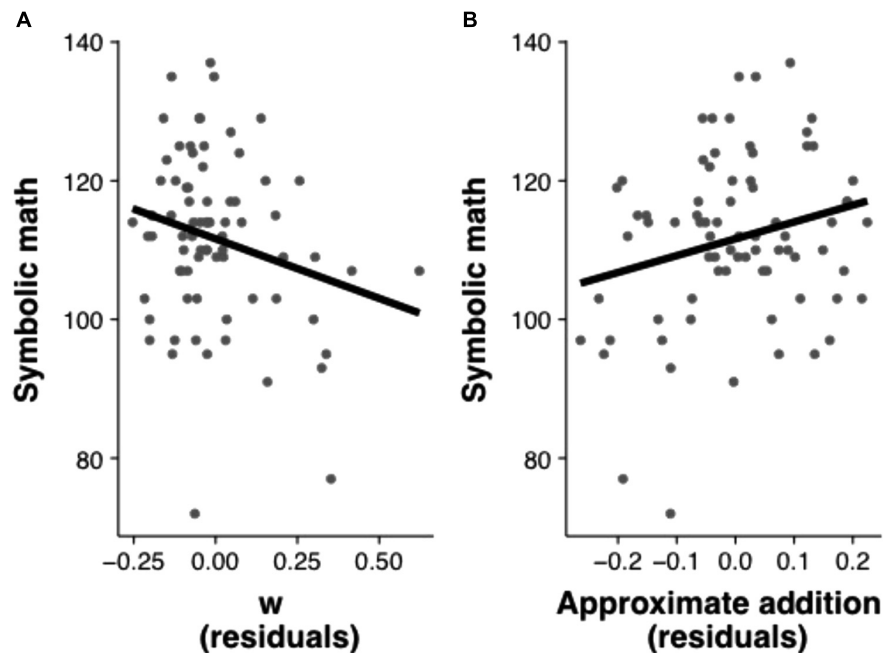 A
B
140
120
100
80
Symbolic math
−0.25 0.00 0.25 0.50
w
(residuals)
140
120
100
80
Symbolic math
−0.2 −0.1 0.0 0.1 0.2
Approximate addition
(residuals)